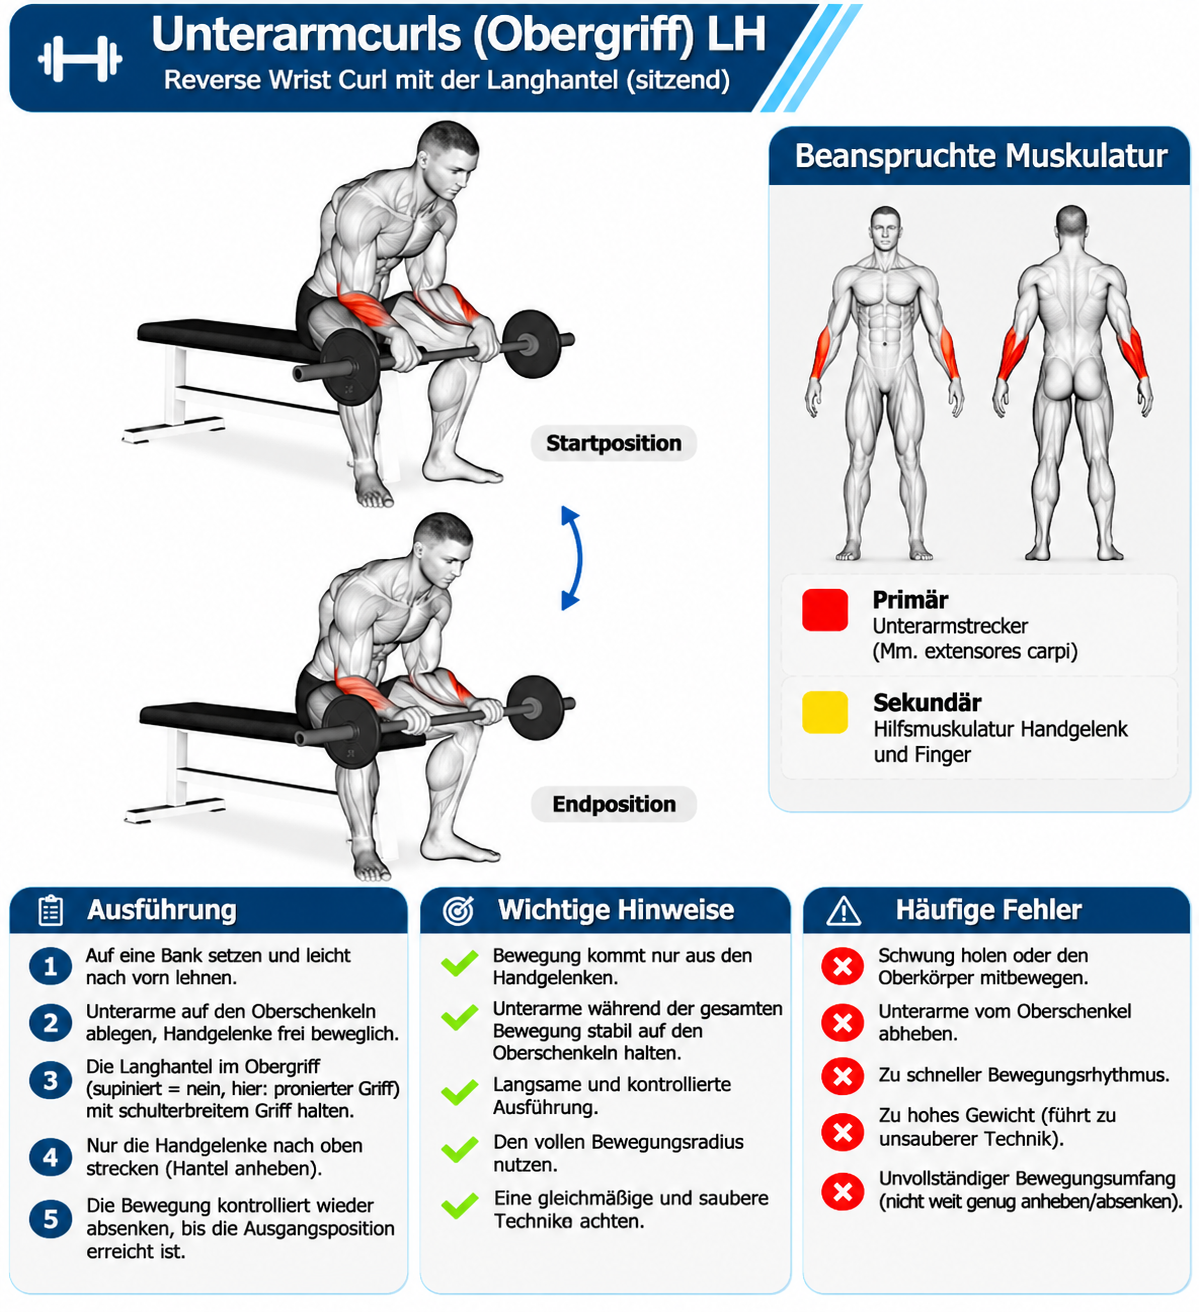 Unterarmcurls (Obergriff) LH
Reverse Wrist Curl mit der Langhantel (sitzend)
Beanspruchte Muskulatur
Startposition
Endposition
Primär
Unterarmstrecker
(Mm. extensores carpi)
Sekundär
Hilfsmuskulatur Handgelenk
und Finger
Ausführung
1
Auf eine Bank setzen und leicht
nach vorn lehnen.
2
Unterarme auf den Oberschenkeln
ablegen, Handgelenke frei beweglich.
3
Die Langhantel im Obergriff
(supiniert = nein, hier: pronierter Griff)
mit schulterbreitem Griff halten.
4
Nur die Handgelenke nach oben
strecken (Hantel anheben).
5
Die Bewegung kontrolliert wieder
absenken, bis die Ausgangsposition
erreicht ist.
Wichtige Hinweise
Bewegung kommt nur aus den
Handgelenken.
Unterarme während der gesamten
Bewegung stabil auf den
Oberschenkeln halten.
Langsame und kontrollierte
Ausführung.
Den vollen Bewegungsradius
nutzen.
Eine gleichmäßige und saubere
Technike achten.
Häufige Fehler
Schwung holen oder den
Oberkörper mitbewegen.
Unterarme vom Oberschenkel
abheben.
Zu schneller Bewegungsrhythmus.
Zu hohes Gewicht (führt zu
unsauberer Technik).
Unvollständiger Bewegungsumfang
(nicht weit genug anheben/absenken).